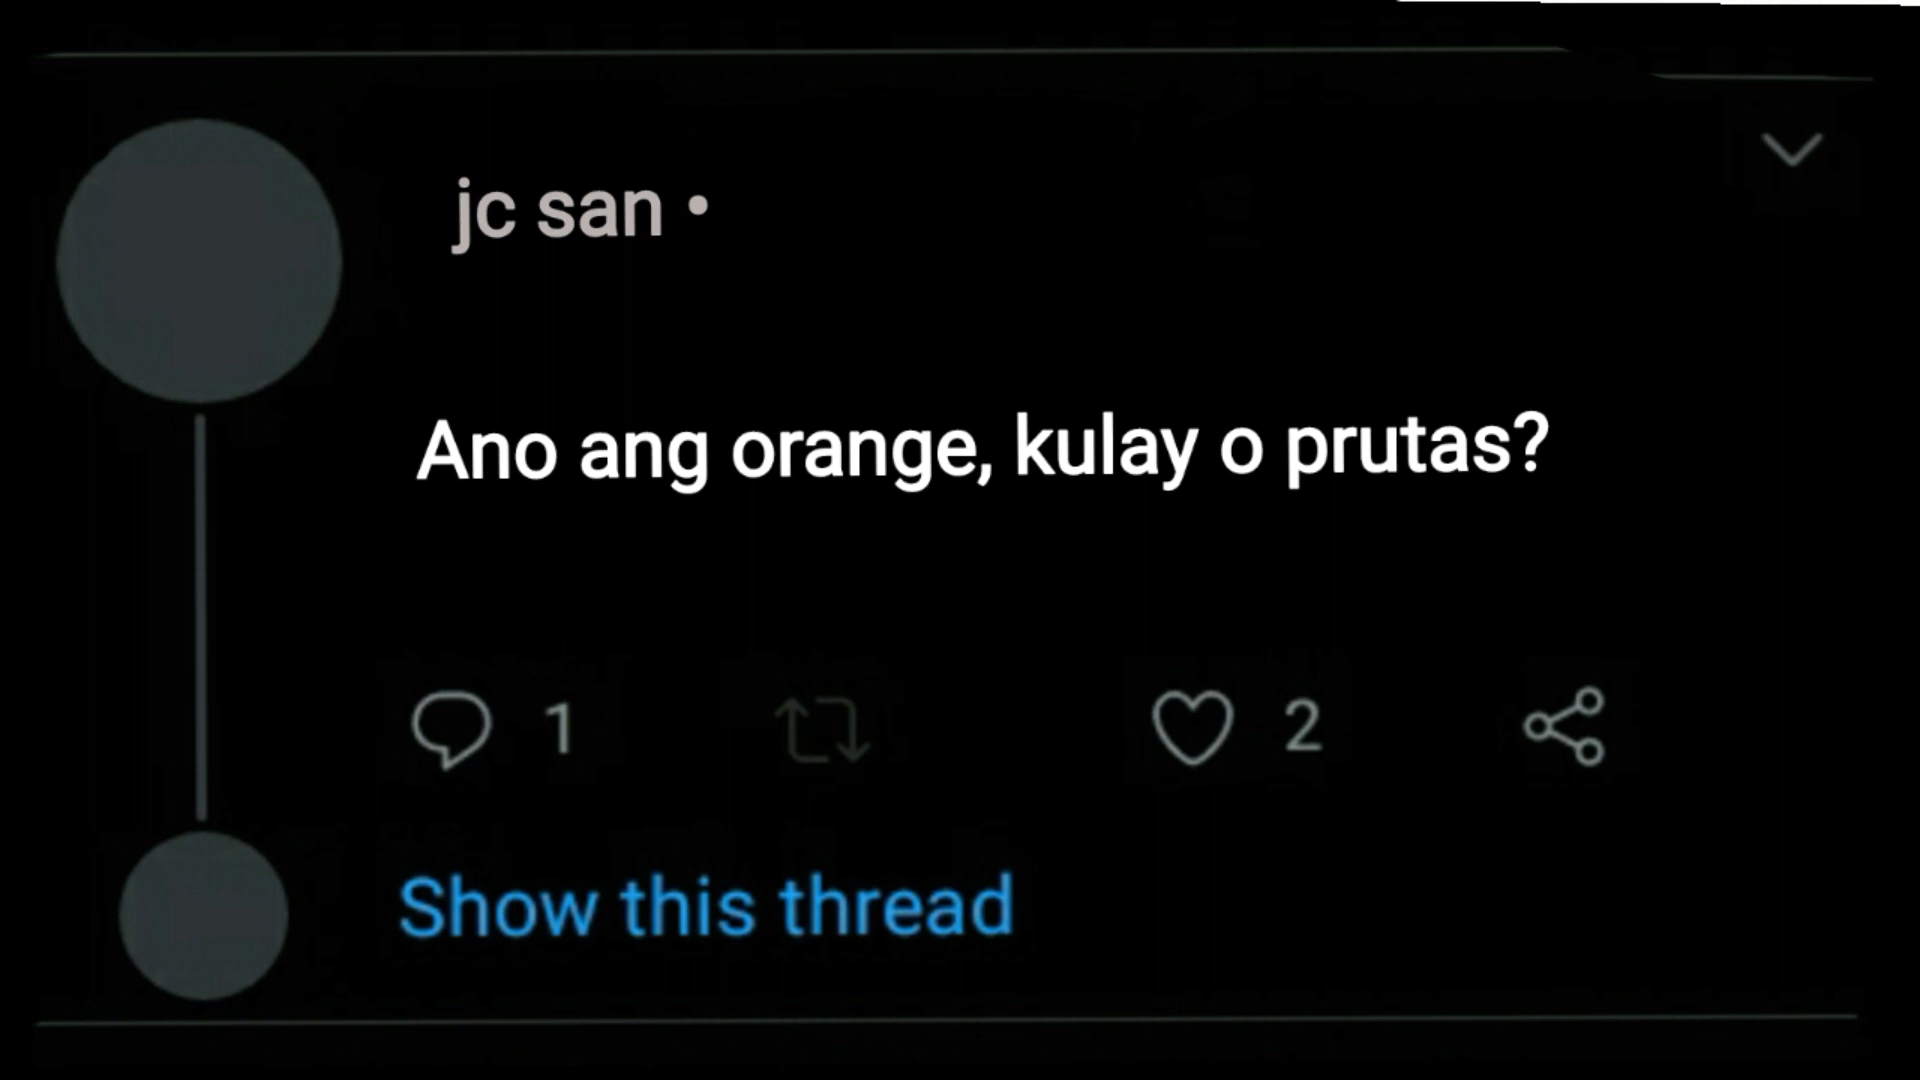 jc san •
Ano ang orange, kulay o prutas?
1
2
Show this thread